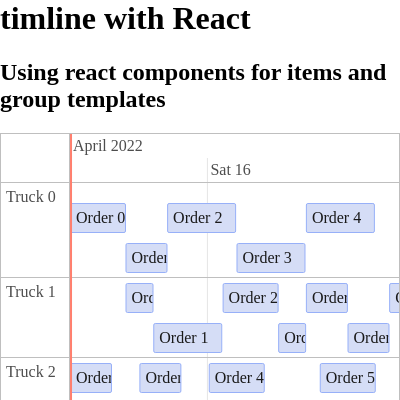 timline with React
Using react components for items and
group templates
April 2022
Sat 16
Truck 0
Order 0
Order 2
Order 4
Order
Order 3
Truck 1
Order 2
Order
Order 1
Order
Truck 2
Order
Order
Order 4
Order 5